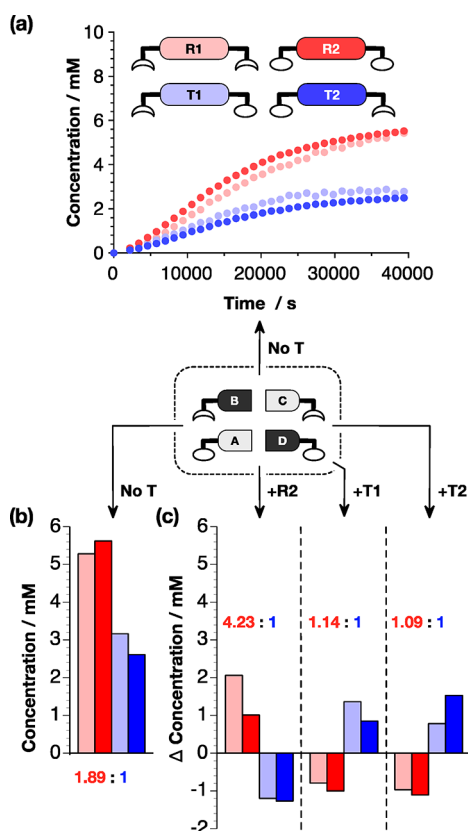 (a)
10
8
6
4
2
0
Concentration / mM
R1
R2
T1
T2
0
10000
20000
30000
40000
Time / s
No T
B
C
A
D
No T
+R2
+T1
+T2
(b)
6
5
4
3
2
1
0
Concentration / mM
1.89 : 1
(c)
6
5
4
3
2
1
0
-1
-2
Δ Concentration / mM
4.23 : 1
1.14 : 1
1.09 : 1